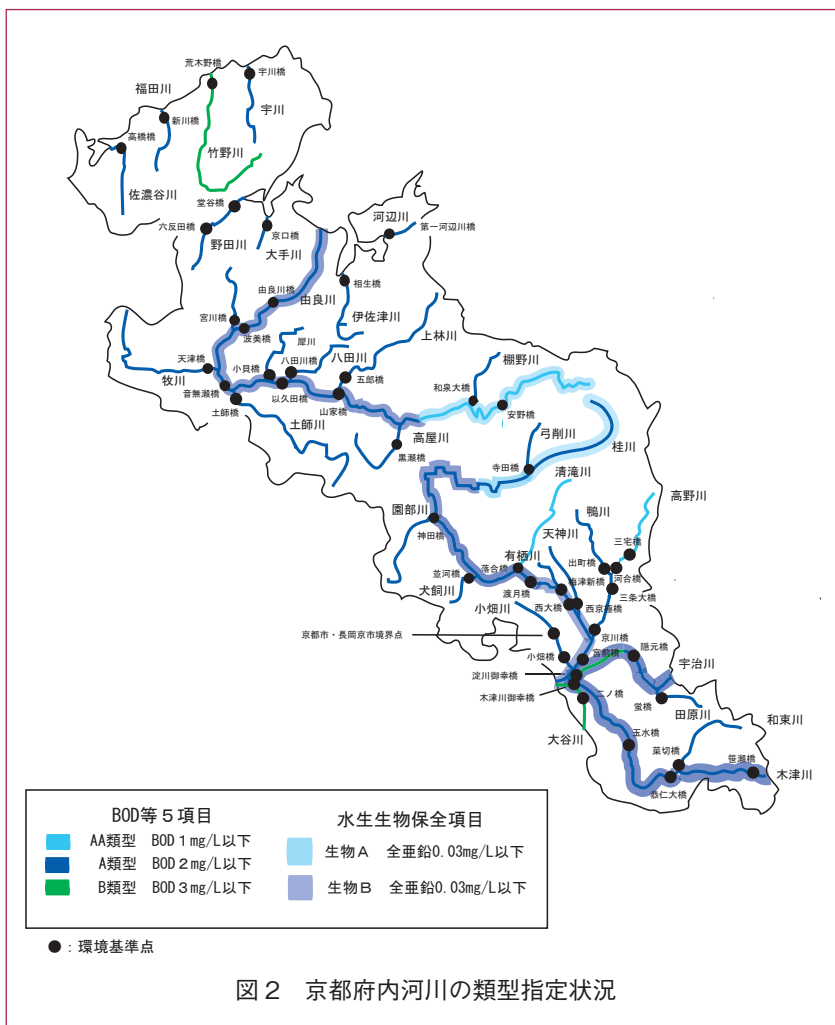 荒木野橋
宇川橋
福田川
新川橋
宇川
高橋橋
竹野川
佐濃谷川
堂谷橋
河辺川
第一河辺川橋
六反田橋
野田川
京口橋
大手川
相生橋
由良川橋
由良川
伊佐津川
宮川橋
波美橋
犀川
上林川
天津橋
小貝橋
八田川橋
八田川
棚野川
牧川
五郎橋
和泉大橋
音無瀬橋
以久田橋
山家橋
安野橋
土師橋
土師川
高屋川
弓削川
桂川
黒瀬橋
寺田橋
清滝川
高野川
園部川
鴨川
天神川
神田橋
三宅橋
有栖川
出町橋
河合橋
並河橋
落合橋
梅津新橋
犬飼川
渡月橋
三条大橋
小畑川
西大橋
西京極橋
京都市・長岡京市境界点
京川橋
隠元橋
小畑橋
宮前橋
宇治川
淀川御幸橋
木津川御幸橋
二ノ橋
蛍橋
田原川
和束川
大谷川
玉水橋
菜切橋
笹瀬橋
木津川
恭仁大橋
BOD等5項目
AA類型 BOD1mg/L以下
A類型 BOD2mg/L以下
B類型 BOD3mg/L以下
水生生物保全項目
生物A 全亜鉛0.03mg/L以下
生物B 全亜鉛0.03mg/L以下
●：環境基準点
図2 京都府内河川の類型指定状況